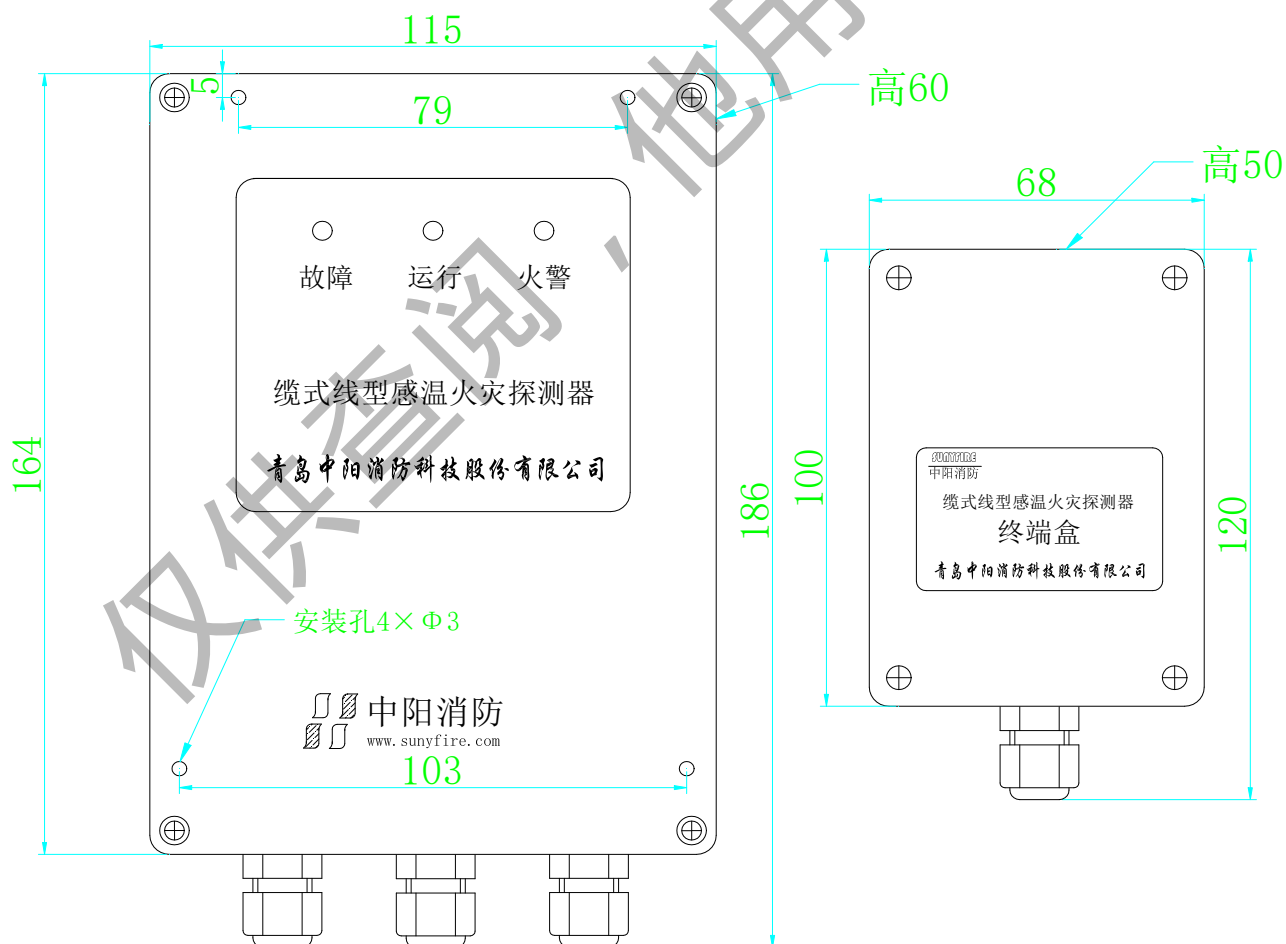 115
5
79
高60
故障 运行 火警
缆式线型感温火灾探测器
青岛中阳消防科技股份有限公司
164
186
安装孔4×Φ3
中阳消防
www.sunyfire.com
103
高50
68
100
120
SUNYFIRE
中阳消防
缆式线型感温火灾探测器
终端盒
青岛中阳消防科技股份有限公司
仅供查阅，他用